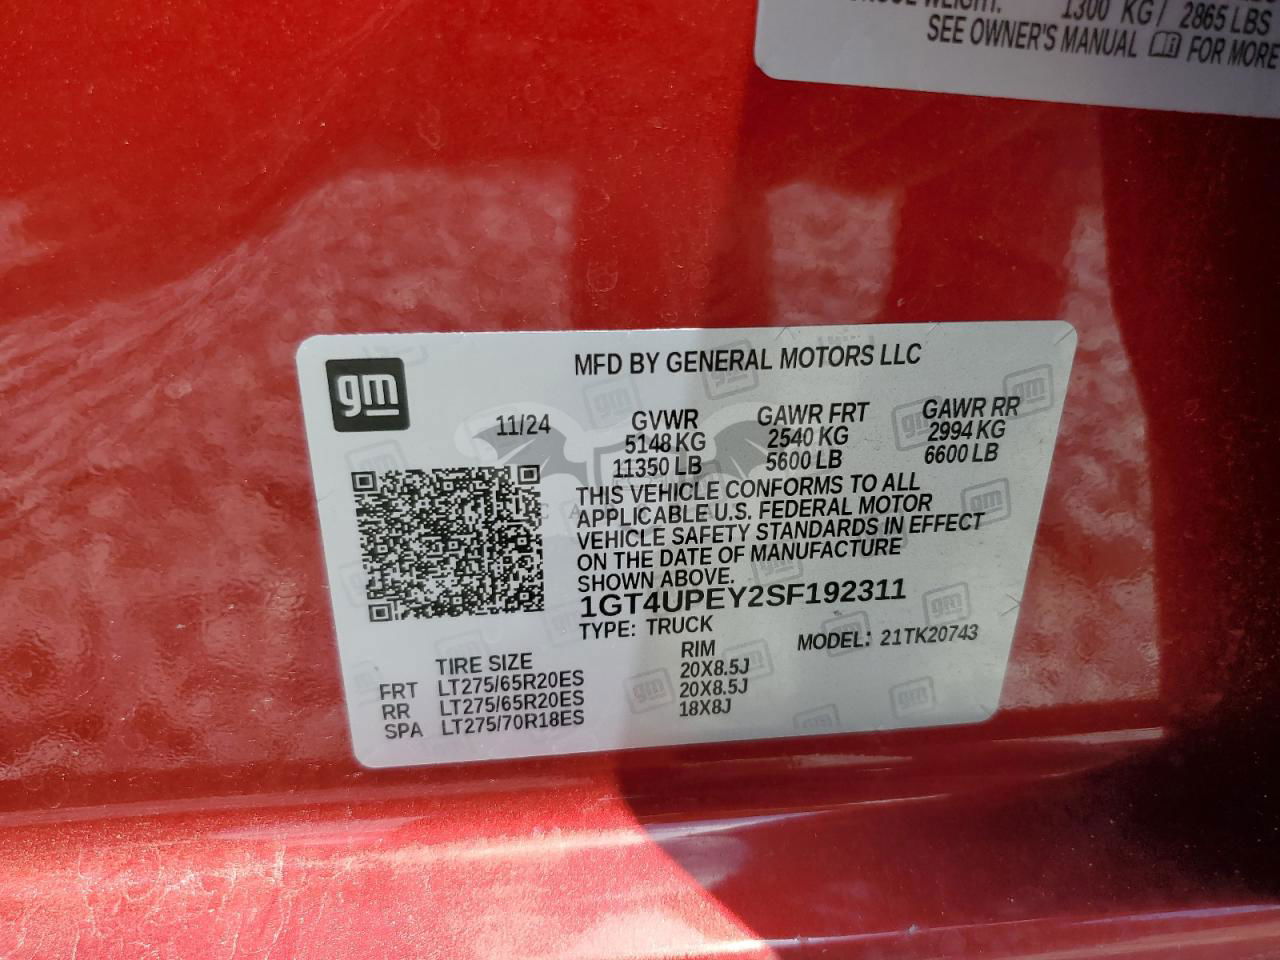 WEIGHT: 1300 KG / 2865 LBS
SEE OWNER'S MANUAL FOR MORE
gm
MFD BY GENERAL MOTORS LLC
11/24 GVWR GAWR FRT GAWR RR
5148 KG 2540 KG 2994 KG
11350 LB 5600 LB 6600 LB
THIS VEHICLE CONFORMS TO ALL
APPLICABLE U.S. FEDERAL MOTOR
VEHICLE SAFETY STANDARDS IN EFFECT
ON THE DATE OF MANUFACTURE
SHOWN ABOVE.
1GT4UPEY2SF192311
TYPE: TRUCK MODEL: 21TK20743
TIRE SIZE RIM
FRT LT275/65R20ES 20X8.5J
RR LT275/65R20ES 20X8.5J
SPA LT275/70R18ES 18X8J